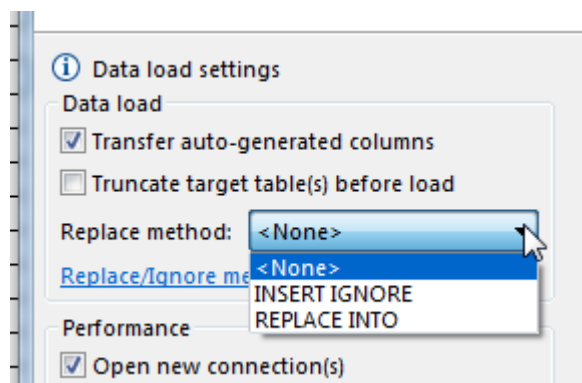 Data load settings
Data load
Transfer auto-generated columns
Truncate target table(s) before load
Replace method: <None>
<None>
Replace/Ignore me
INSERT IGNORE
REPLACE INTO
Performance
Open new connection(s)